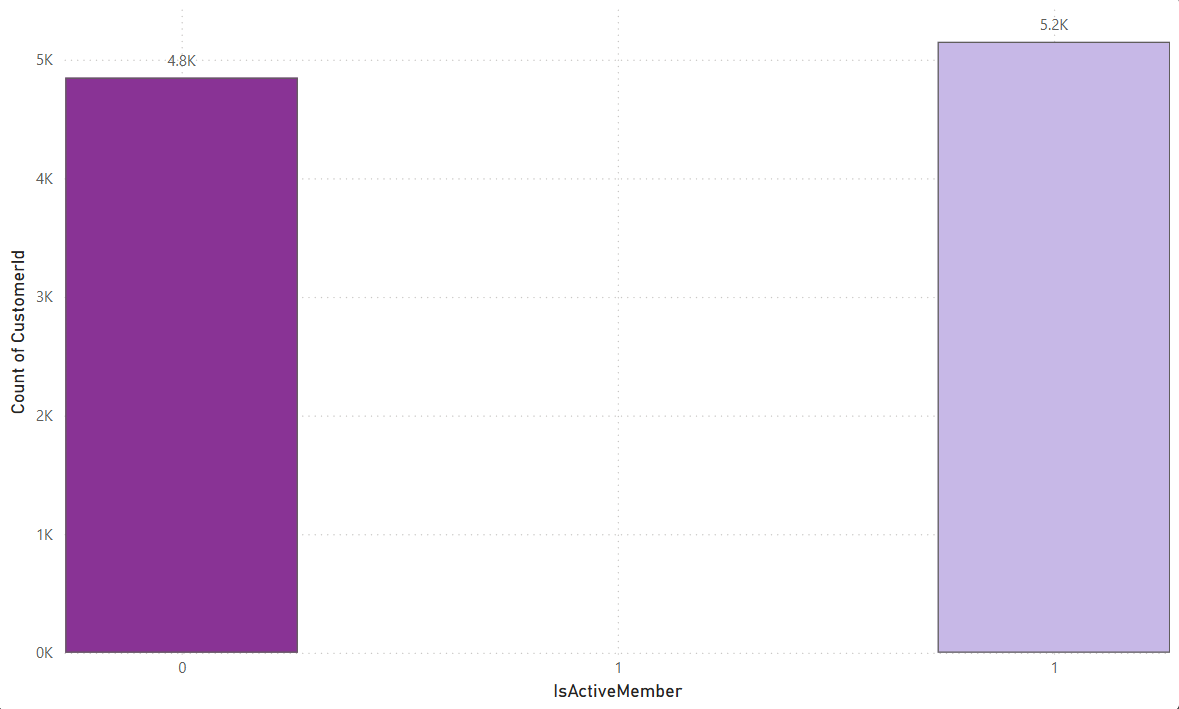 5.2K
5K
4.8K
4K
3K
2K
1K
0K
Count of CustomerId
0
1
1
IsActiveMember